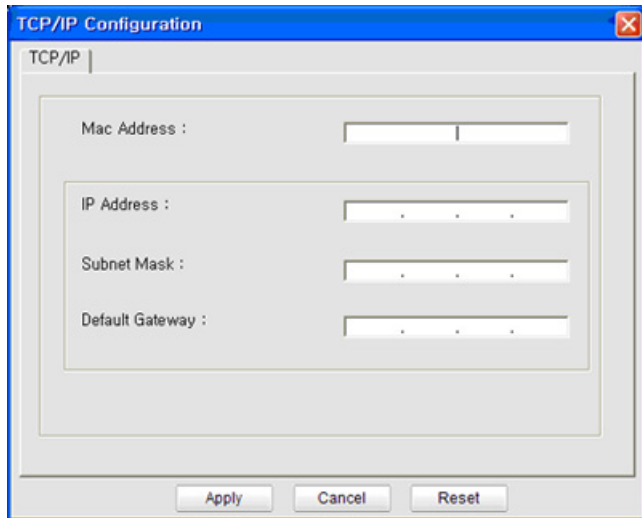 TCP/IP Configuration
TCP/IP
Mac Address :
IP Address :
. . .
Subnet Mask :
. . .
Default Gateway :
. . .
Apply Cancel Reset